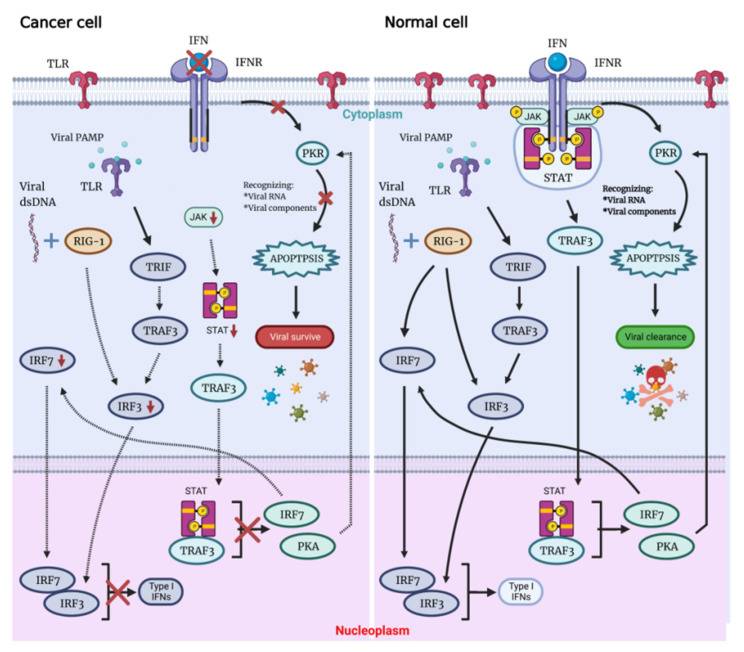 Cancer cell
IFN
TLR
IFNR
Cytoplasm
Viral PAMP
PKR
TLR
Recognizing:
*Viral RNA
*Viral components
Viral
dsDNA
+
RIG-1
JAK
P
P
TRIF
APOPTPSIS
STAT
TRAF3
Viral survive
IRF7
TRAF3
IRF3
STAT
P
P
TRAF3
IRF7
PKA
IRF7
IRF3
Type I
IFNs
Normal cell
IFN
TLR
IFNR
P
JAK
JAK
P
P
P
P
P
STAT
Viral PAMP
PKR
TLR
Recognizing:
*Viral RNA
*Viral components
Viral
dsDNA
+
RIG-1
TRAF3
TRIF
APOPTPSIS
TRAF3
Viral clearance
IRF7
IRF3
STAT
P
P
TRAF3
IRF7
PKA
IRF7
IRF3
Type I
IFNs
Nucleoplasm